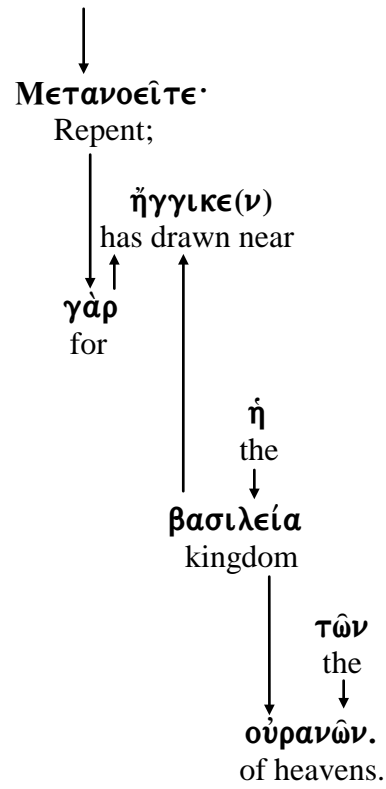 Μετανοεῖτε·
Repent;
ἤγγικε(ν)
has drawn near
γὰρ
for
ἡ
the
βασιλεία
kingdom
τῶν
the
οὐρανῶν.
of heavens.